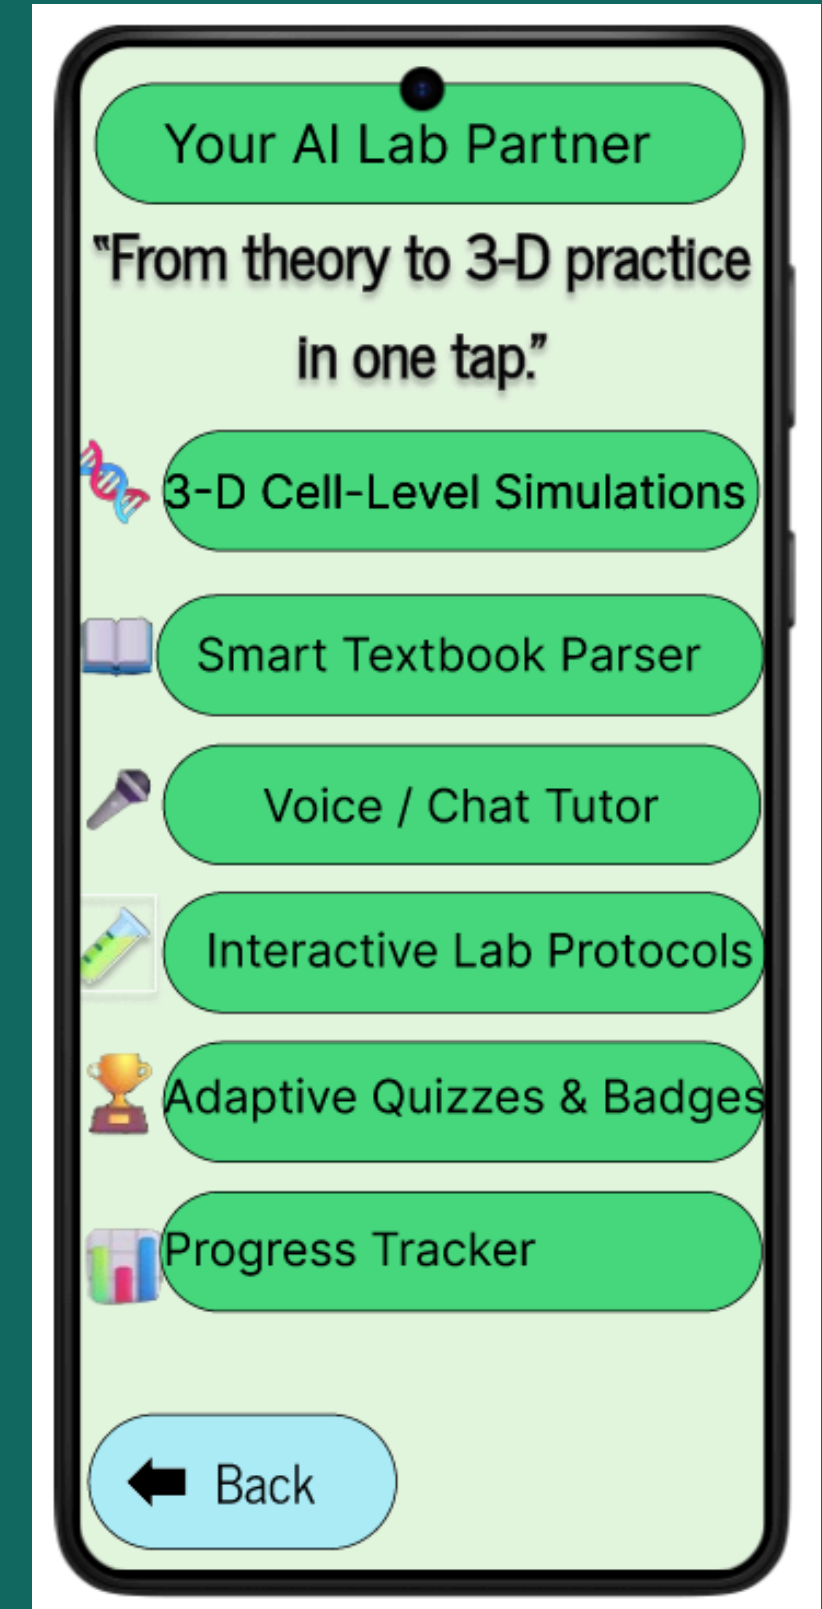 Your AI Lab Partner
"From theory to 3-D practice
in one tap."
3-D Cell-Level Simulations
Smart Textbook Parser
Voice / Chat Tutor
Interactive Lab Protocols
Adaptive Quizzes & Badges
Progress Tracker
Back